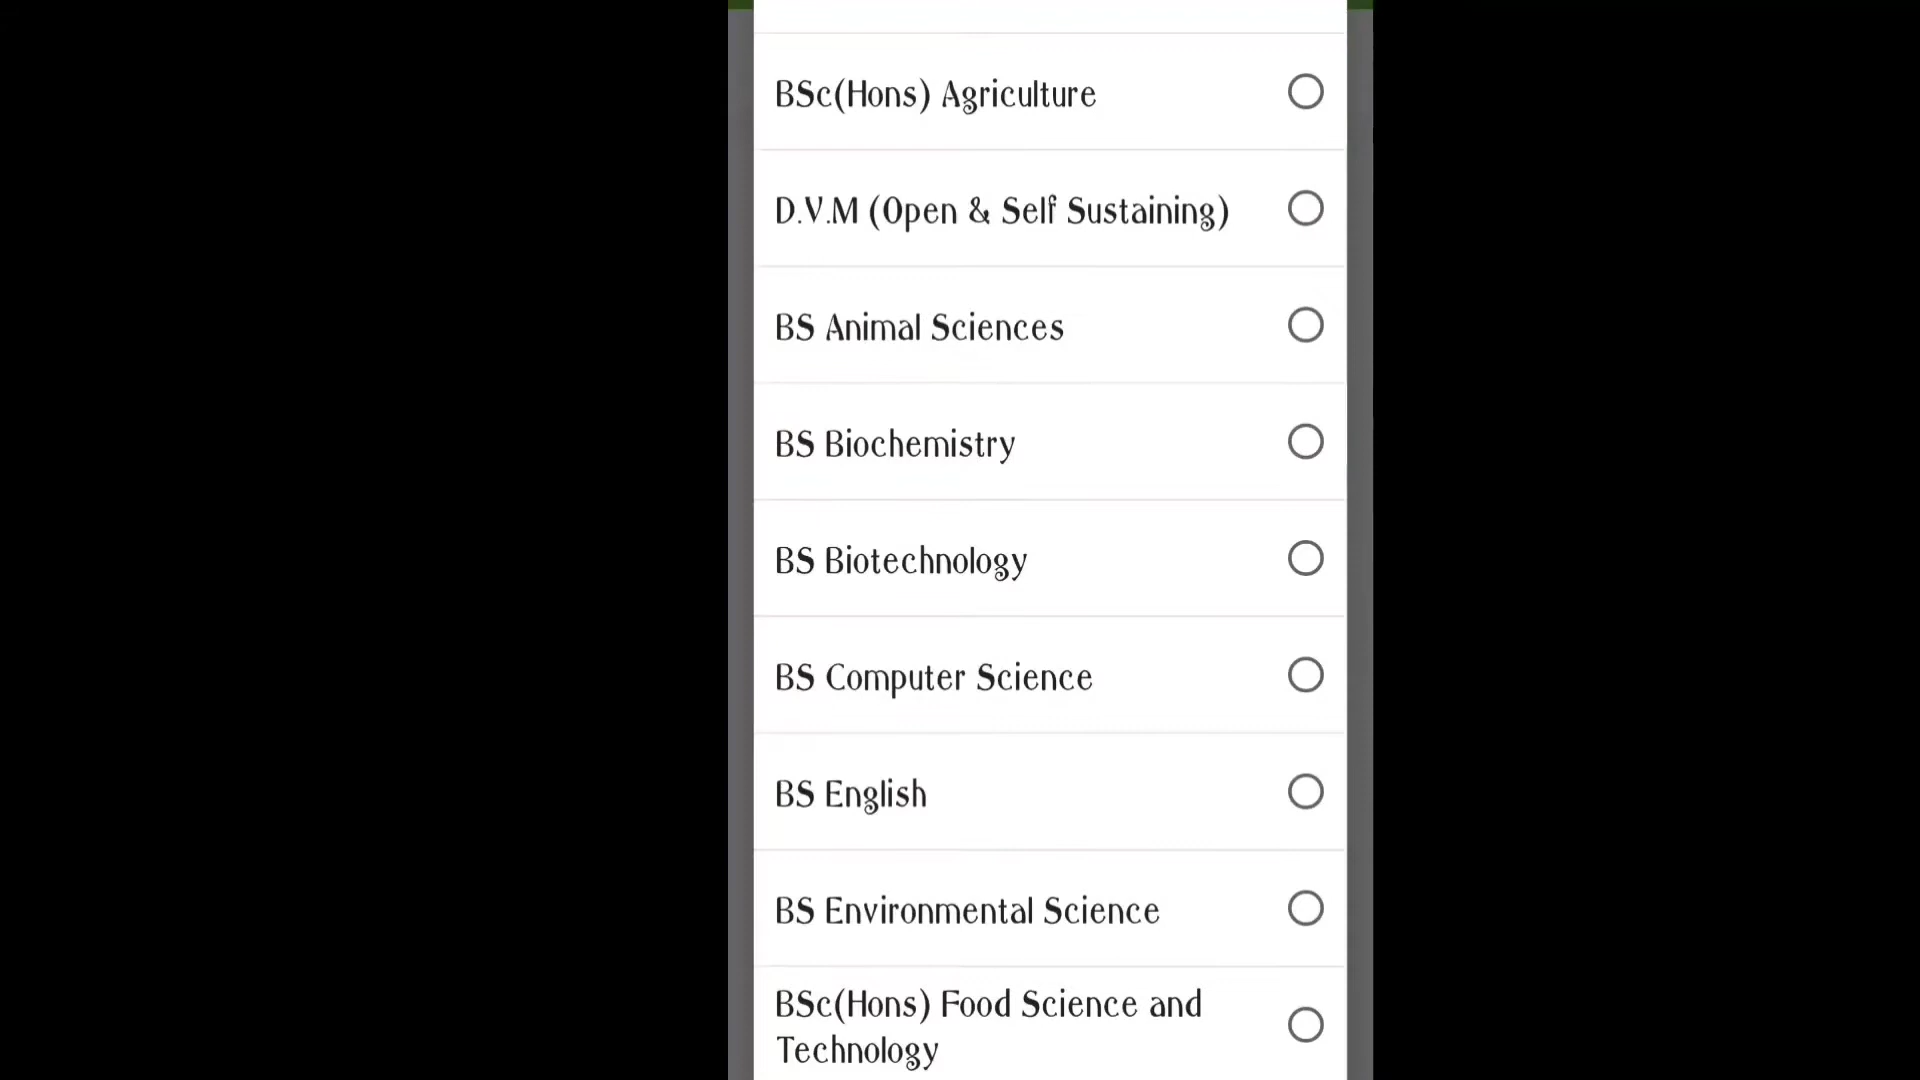 BSc(Hons) Agriculture
D.V.M (Open & Self Sustaining)
BS Animal Sciences
BS Biochemistry
BS Biotechnology
BS Computer Science
BS English
BS Environmental Science
BSc(Hons) Food Science and
Technology